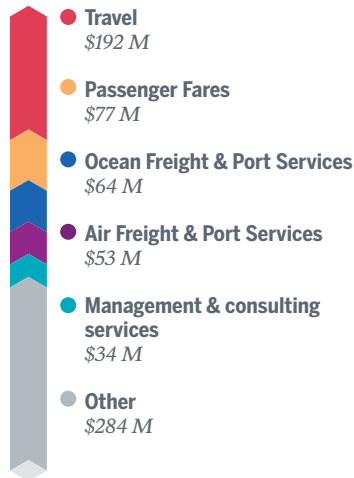 Travel
$192 M
Passenger Fares
$77 M
Ocean Freight & Port Services
$64 M
Air Freight & Port Services
$53 M
Management & consulting
services
$34 M
Other
$284 M